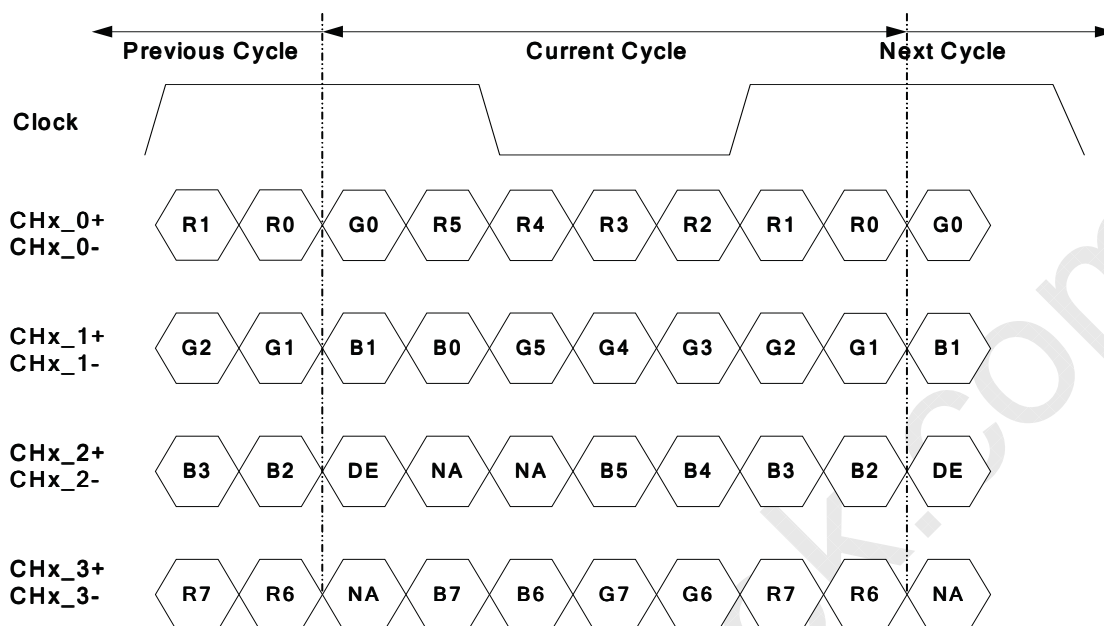 Previous Cycle Current Cycle Next Cycle
Clock
CHx_0+
CHx_0-
R1 R0 G0 R5 R4 R3 R2 R1 R0 G0
CHx_1+
CHx_1-
G2 G1 B1 B0 G5 G4 G3 G2 G1 B1
CHx_2+
CHx_2-
B3 B2 DE NA NA B5 B4 B3 B2 DE
CHx_3+
CHx_3-
R7 R6 NA B7 B6 G7 G6 R7 R6 NA
k.com